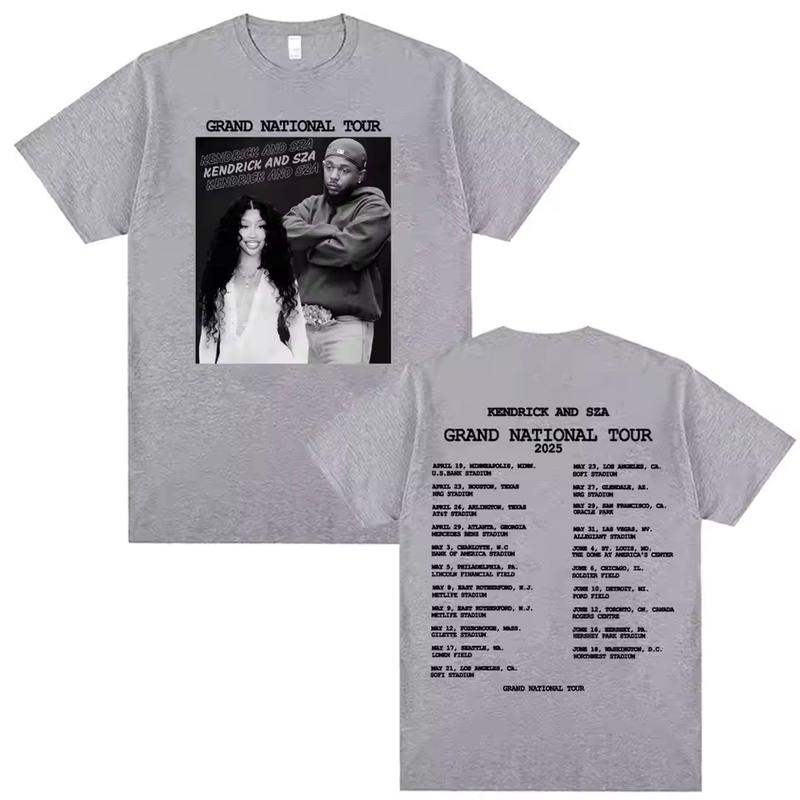 GRAND NATIONAL TOUR
KENDRICK AND SZA
KENDRICK AND SZA
KENDRICK AND SZA
KENDRICK AND SZA
GRAND NATIONAL TOUR
2025
APRIL 19, MINNEAPOLIS, MINN.
U.S.BANK STADIUM
APRIL 23, HOUSTON, TEXAS
NRG STADIUM
APRIL 26, ARLINGTON, TEXAS
AT&T STADIUM
APRIL 29, ATLANTA, GEORGIA
MERCEDES BENZ STADIUM
MAY 3, CHARLOTTE, N.C
BANK OF AMERICA STADIUM
MAY 5, PHILADELPHIA, PA.
LINCOLN FINANCIAL FIELD
MAY 8, EAST RUTHERFORD, N.J.
METLIFE STADIUM
MAY 9, EAST RUTHERFORD, N.J.
METLIFE STADIUM
MAY 12, FOXBOROUGH, MASS.
GILETTE STADIUM
MAY 17, SEATTLE, WA.
LUMEN FIELD
MAY 21, LOS ANGELES, CA.
SOFI STADIUM
MAY 23, LOS ANGELES, CA.
SOFI STADIUM
MAY 27, GLENDALE, AZ.
NRG STADIUM
MAY 29, SAN FRANCISCO, CA.
ORACLE PARK
MAY 31, LAS VEGAS, NV.
ALLEGIANT STADIUM
JUNE 4, ST. LOUIS, MO.
THE DOME AT AMERICA'S CENTER
JUNE 6, CHICAGO, IL.
SOLDIER FIELD
JUNE 10, DETROIT, MI.
FORD FIELD
JUNE 12, TORONTO, ON, CANADA
ROGERS CENTRE
JUNE 16, HERSHEY, PA.
HERSHEY PARK STADIUM
JUNE 18, WASHINGTON, D.C.
NORTHWEST STADIUM
GRAND NATIONAL TOUR